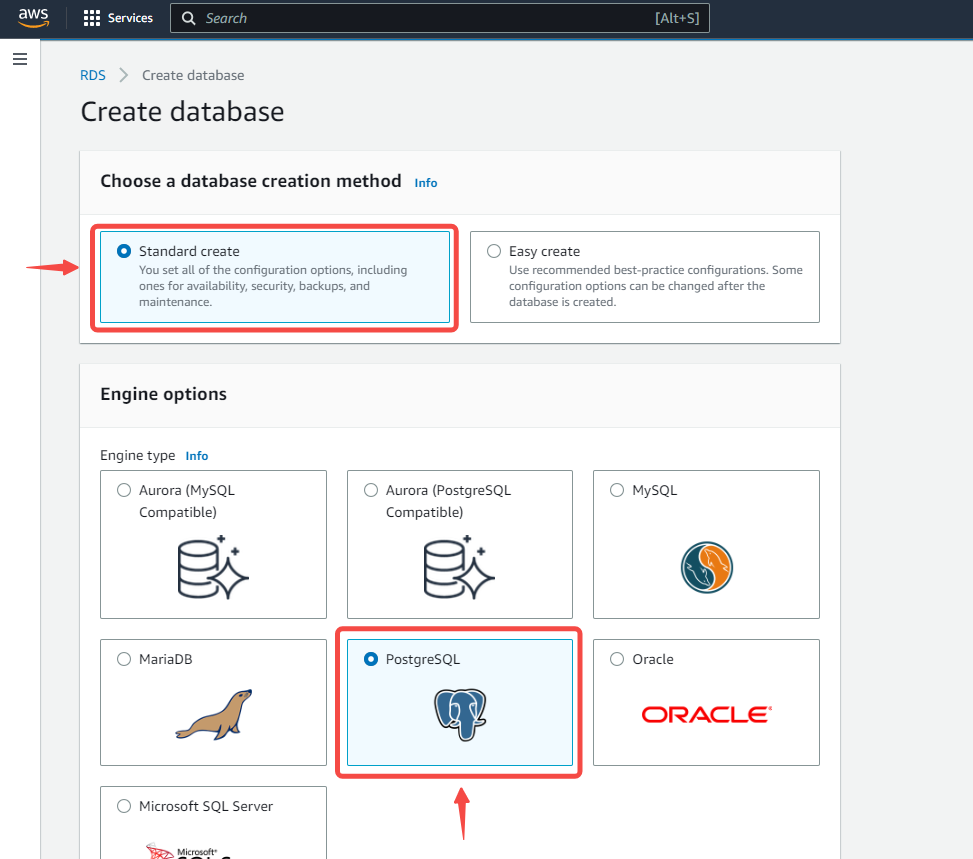 aws
Services
Search
[Alt+S]
RDS
Create database
Create database
Choose a database creation method
Info
Standard create
You set all of the configuration options, including
ones for availability, security, backups, and
maintenance.
Easy create
Use recommended best-practice configurations. Some
configuration options can be changed after the
database is created.
Engine options
Engine type
Info
Aurora (MySQL
Compatible)
Aurora (PostgreSQL
Compatible)
MySQL
MariaDB
PostgreSQL
Oracle
ORACLE
Microsoft SQL Server
Microsoft